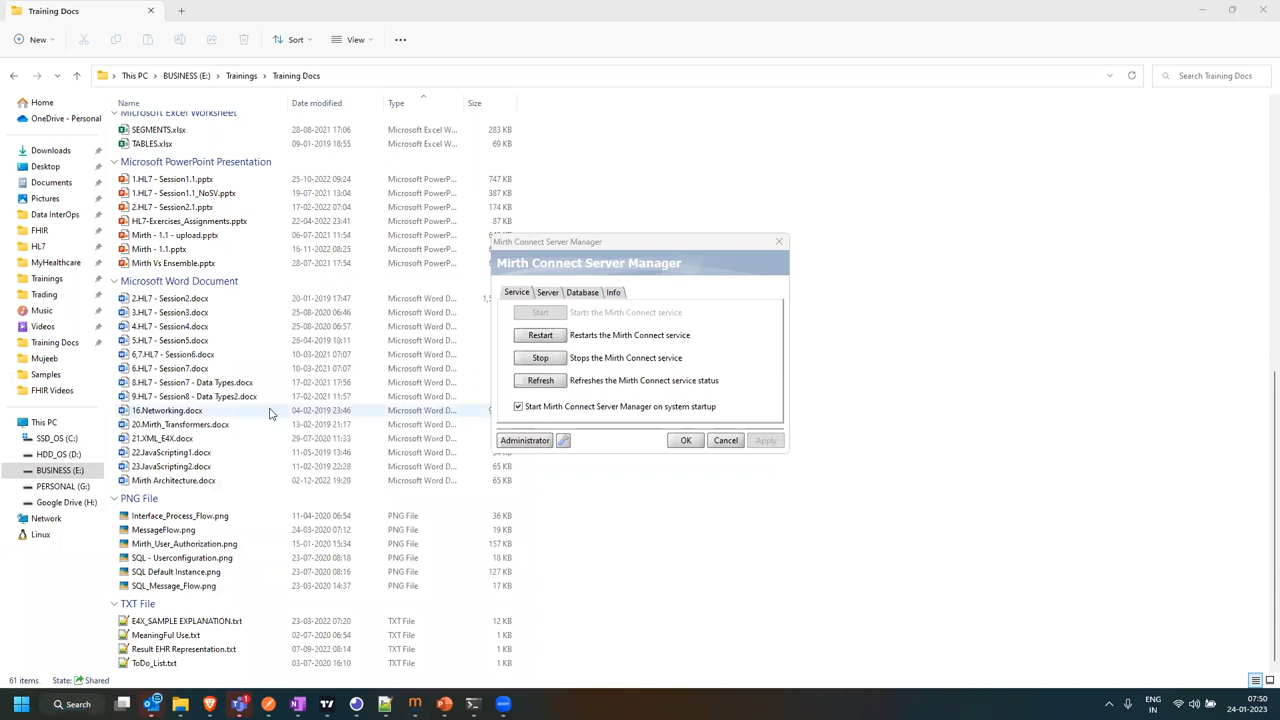 Training Docs
New
Sort
View
This PC
BUSINESS (E:)
Trainings
Training Docs
Search Training Docs
Name
Date modified
Type
Size
Home
OneDrive - Personal
Downloads
Desktop
Documents
Pictures
Data InterOps
FHIR
HL7
MyHealthcare
Trainings
Trading
Music
Videos
Training Docs
Mujeeb
Samples
FHIR Videos
This PC
SSD_OS (C:)
HDD_OS (D:)
BUSINESS (E:)
PERSONAL (G:)
Google Drive (H:)
Network
Linux
Microsoft Excel Worksheet
SEGMENTS.xlsx 28-08-2021 17:06 Microsoft Excel W... 283 KB
TABLES.xlsx 09-01-2019 18:55 Microsoft Excel W... 69 KB
Microsoft PowerPoint Presentation
1.HL7 - Session1.1.pptx 25-10-2022 09:24 Microsoft PowerP... 747 KB
1.HL7 - Session1.1_NoSV.pptx 19-07-2021 13:04 Microsoft PowerP... 387 KB
2.HL7 - Session2.1.pptx 17-02-2022 07:04 Microsoft PowerP... 174 KB
HL7-Exercises_Assignments.pptx 22-04-2022 23:41 Microsoft PowerP... 87 KB
Mirth - 1.1 - upload.pptx 06-07-2021 11:54 Microsoft PowerP...
Mirth - 1.1.pptx 16-11-2022 08:25 Microsoft PowerP...
Mirth Vs Ensemble.pptx 28-07-2021 13:54 Microsoft PowerP...
Microsoft Word Document
2.HL7 - Session2.docx 20-01-2019 17:47 Microsoft Word D... 1,5
3.HL7 - Session3.docx 25-08-2020 06:46 Microsoft Word D...
4.HL7 - Session4.docx 25-08-2020 06:57 Microsoft Word D...
5.HL7 - Session5.docx 26-04-2019 10:11 Microsoft Word D...
6,7.HL7 - Session6.docx 10-03-2021 07:07 Microsoft Word D...
6.HL7 - Session7.docx 10-03-2021 07:07 Microsoft Word D...
8.HL7 - Session7 - Data Types.docx 17-02-2021 17:56 Microsoft Word D...
9.HL7 - Session8 - Data Types2.docx 17-02-2021 11:57 Microsoft Word D...
16.Networking.docx 04-02-2019 23:46 Microsoft Word D...
20.Mirth_Transformers.docx 13-02-2019 21:17 Microsoft Word D...
21.XML_E4X.docx 29-07-2020 11:33 Microsoft Word D...
22.JavaScripting1.docx 11-05-2019 13:46 Microsoft Word D...
23.JavaScripting2.docx 11-02-2019 22:28 Microsoft Word D... 65 KB
Mirth Architecture.docx 02-12-2022 19:28 Microsoft Word D... 65 KB
PNG File
Interface_Process_Flow.png 11-04-2020 06:54 PNG File 36 KB
MessageFlow.png 24-03-2020 07:12 PNG File 19 KB
Mirth_User_Authorization.png 15-01-2020 15:34 PNG File 157 KB
SQL - Userconfiguration.png 23-07-2020 08:18 PNG File 18 KB
SQL Default Instance.png 23-07-2020 08:16 PNG File 127 KB
SQL_Message_Flow.png 23-03-2020 14:37 PNG File 17 KB
TXT File
E4X_SAMPLE EXPLANATION.txt 23-03-2022 07:20 TXT File 12 KB
MeaningFul Use.txt 02-07-2020 06:54 TXT File 1 KB
Result EHR Representation.txt 07-09-2022 08:14 TXT File 1 KB
ToDo_List.txt 03-07-2020 16:10 TXT File 1 KB
Mirth Connect Server Manager
Mirth Connect Server Manager
Service Server Database Info
Start Starts the Mirth Connect service
Restart Restarts the Mirth Connect service
Stop Stops the Mirth Connect service
Refresh Refreshes the Mirth Connect service status
Start Mirth Connect Server Manager on system startup
Administrator OK Cancel Apply
61 items State: Shared
Search
ENG
IN
07:50
24-01-2023